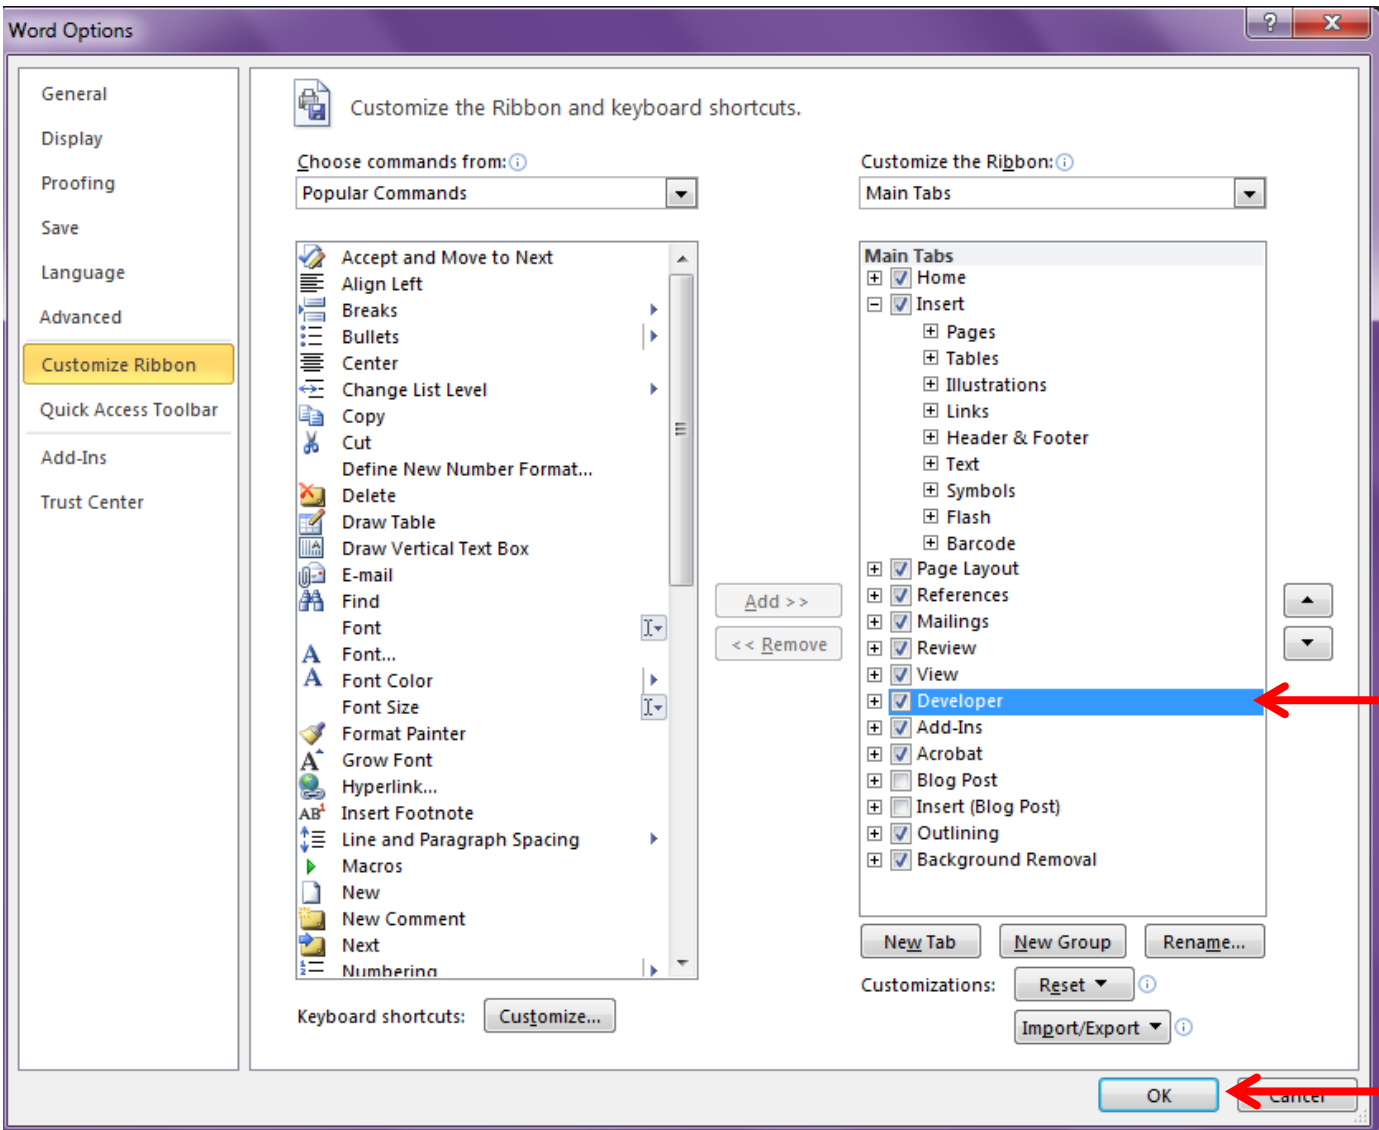 Word Options
?
X
General
Display
Proofing
Save
Language
Advanced
Customize Ribbon
Quick Access Toolbar
Add-Ins
Trust Center
Customize the Ribbon and keyboard shortcuts.
Choose commands from:
Popular Commands
Accept and Move to Next
Align Left
Breaks
Bullets
Center
Change List Level
Copy
Cut
Define New Number Format...
Delete
Draw Table
Draw Vertical Text Box
E-mail
Find
Font
Font...
Font Color
Font Size
Format Painter
Grow Font
Hyperlink...
Insert Footnote
Line and Paragraph Spacing
Macros
New
New Comment
Next
Numbering
Keyboard shortcuts: Customize...
Add >>
<< Remove
Customize the Ribbon:
Main Tabs
Main Tabs
Home
Insert
Pages
Tables
Illustrations
Links
Header & Footer
Text
Symbols
Flash
Barcode
Page Layout
References
Mailings
Review
View
Developer
Add-Ins
Acrobat
Blog Post
Insert (Blog Post)
Outlining
Background Removal
New Tab New Group Rename...
Customizations: Reset
Import/Export
OK Cancel